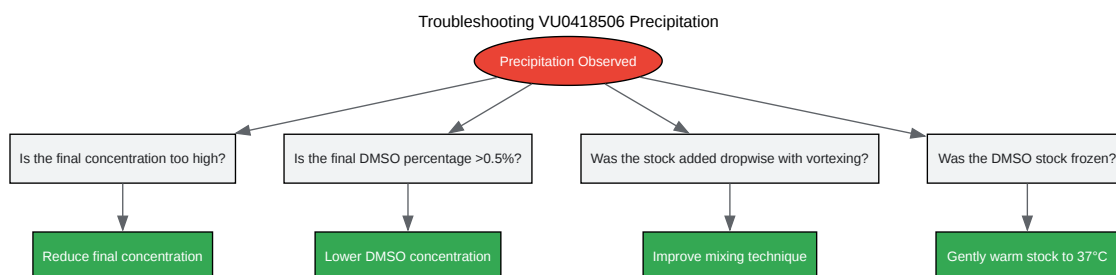 Troubleshooting VU0418506 Precipitation
Precipitation Observed
Is the final concentration too high?
Is the final DMSO percentage >0.5%?
Was the stock added dropwise with vortexing?
Was the DMSO stock frozen?
Reduce final concentration
Lower DMSO concentration
Improve mixing technique
Gently warm stock to 37°C